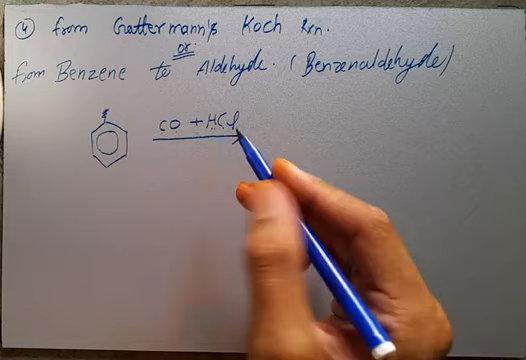 ④ from Gattermann's Koch Rxn.
or
from Benzene to Aldehyde. (Benzenaldehyde)
CO + HCl